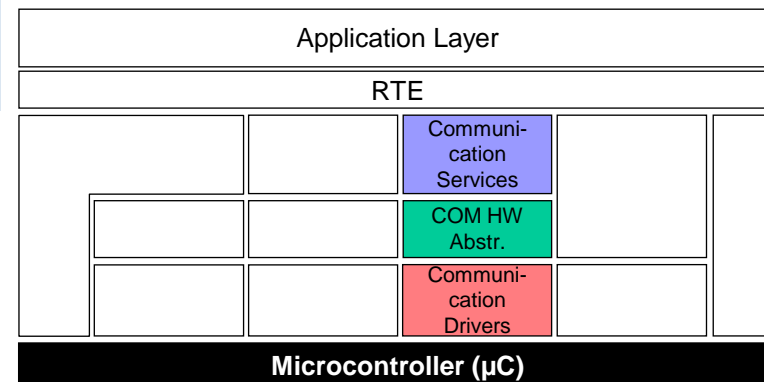 Application Layer
RTE
Communi-
cation
Services
COM HW
Abstr.
Communi-
cation
Drivers
Microcontroller (µC)